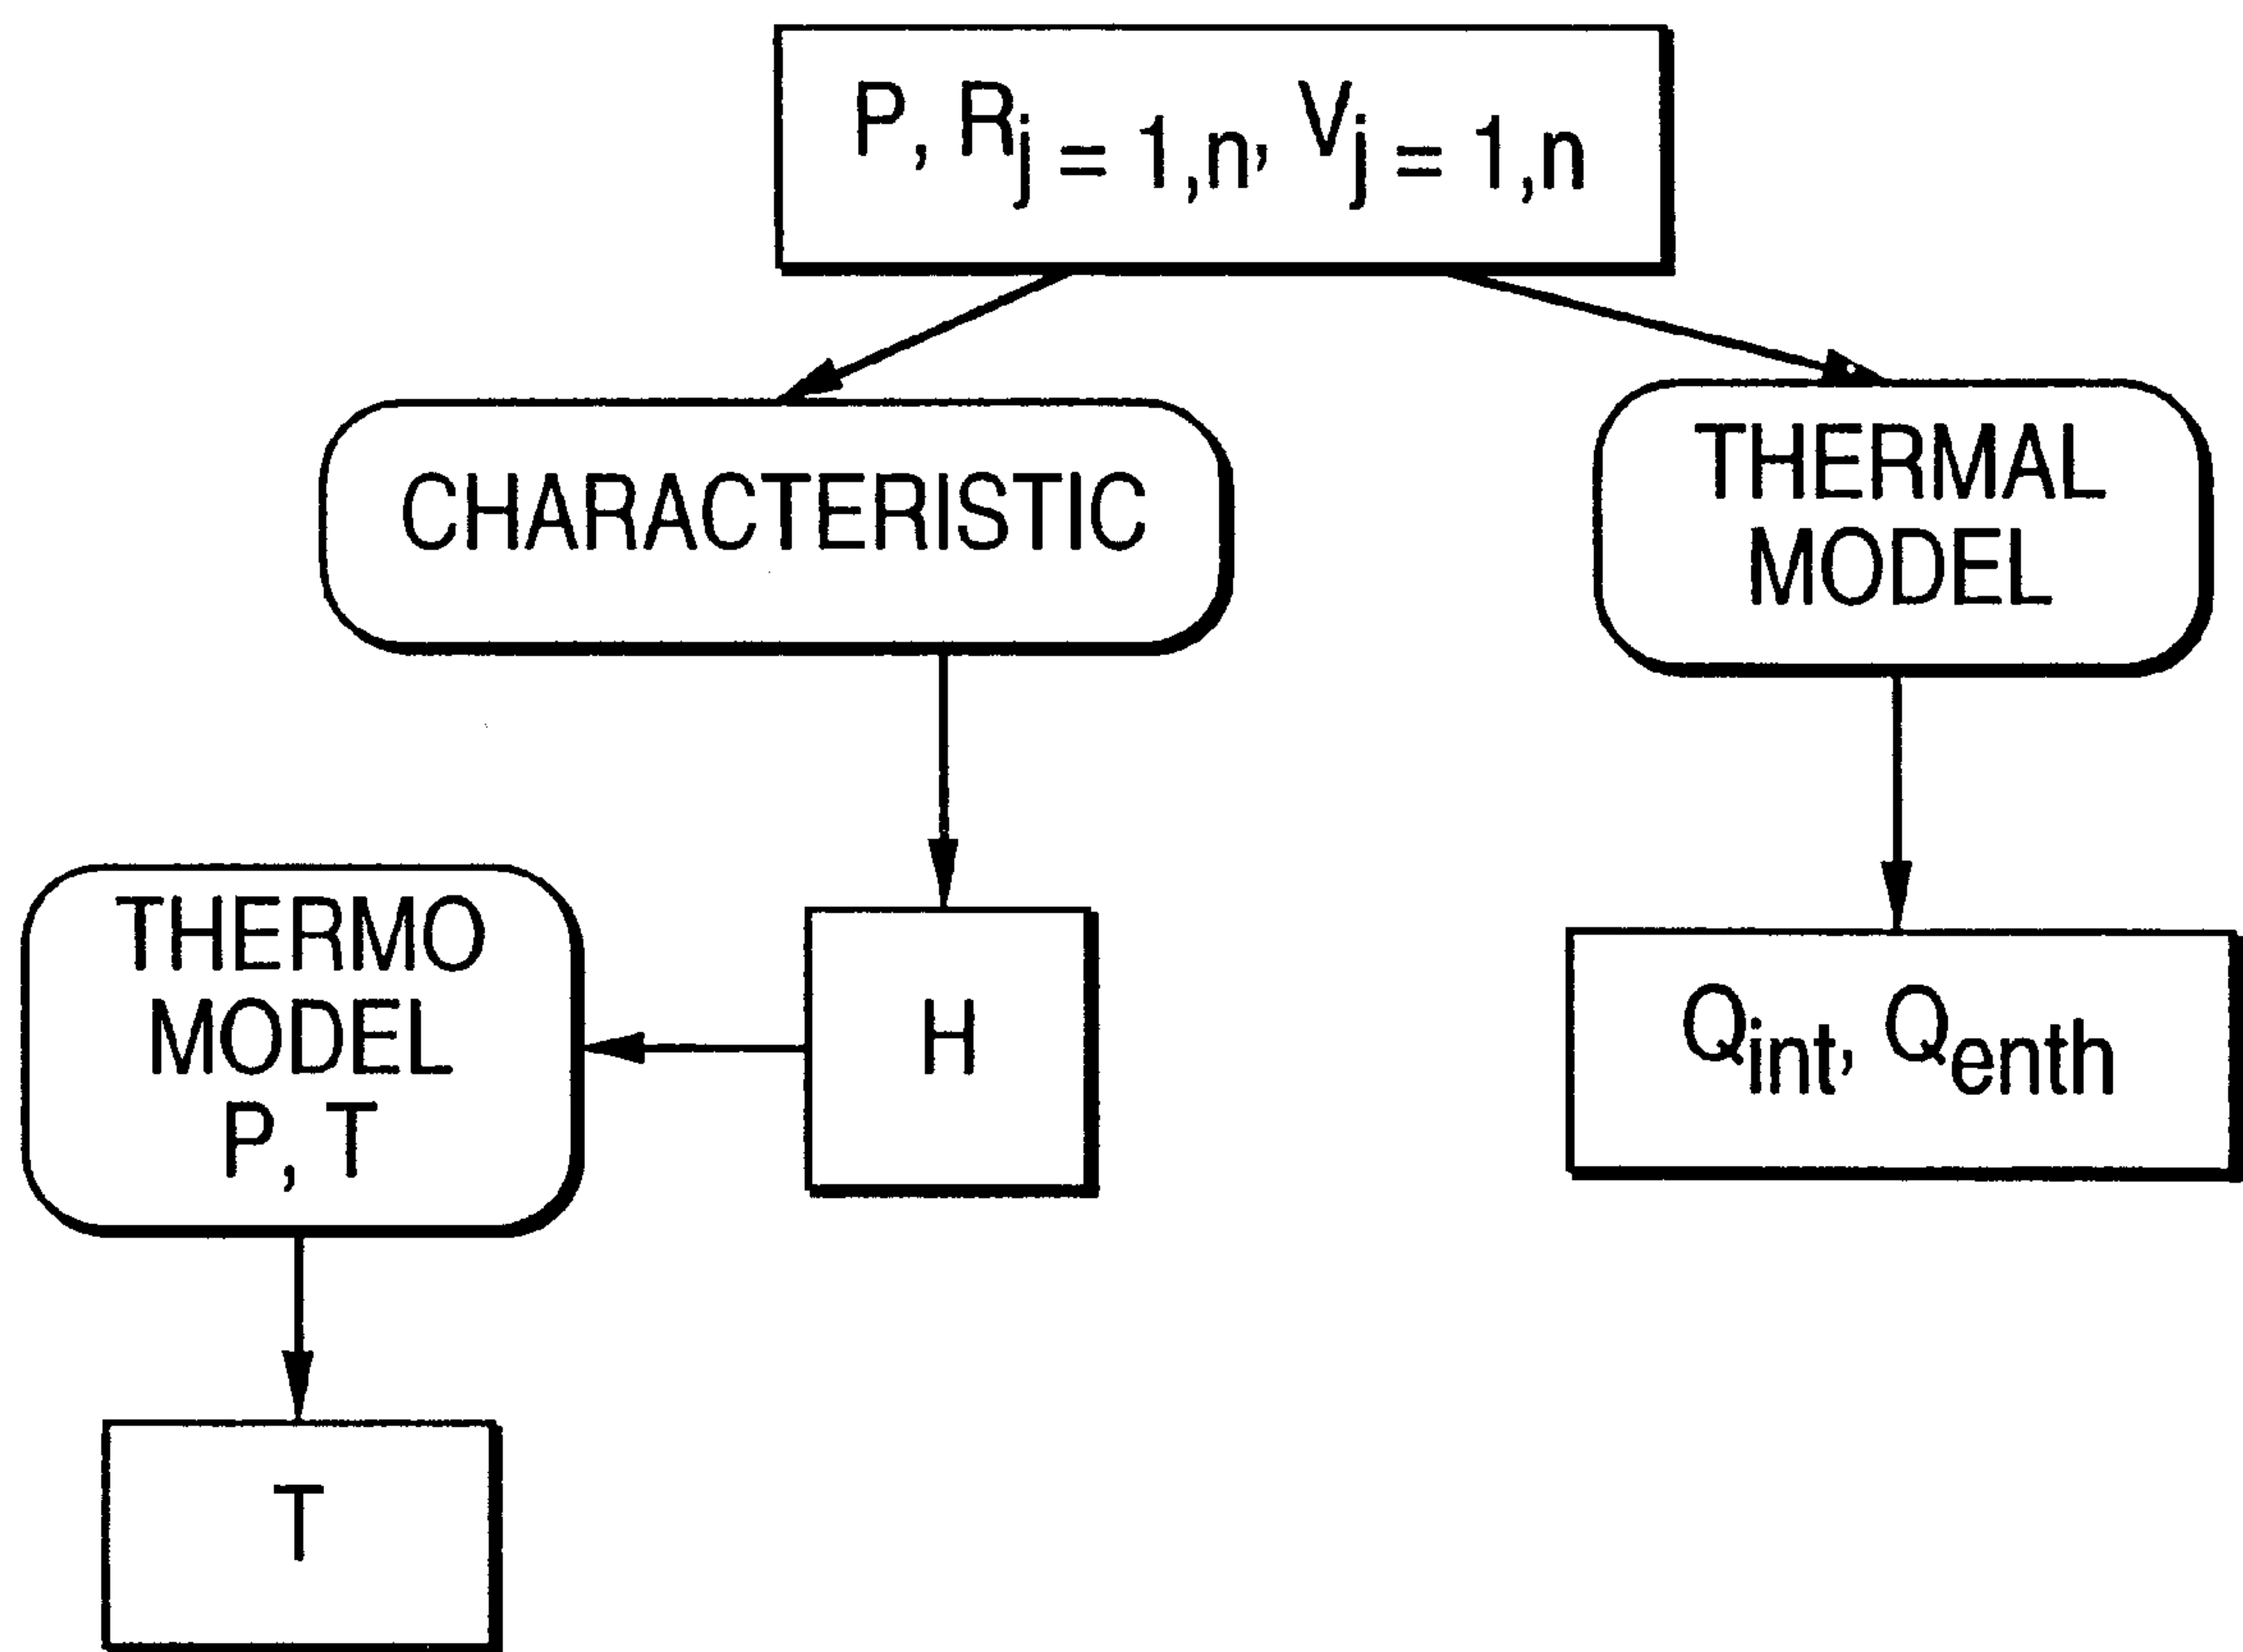 P, Rj = 1,n, Vj = 1,n
CHARACTERISTIC
THERMAL
MODEL
THERMO
MODEL
P, T
H
Qint, Qenth
T